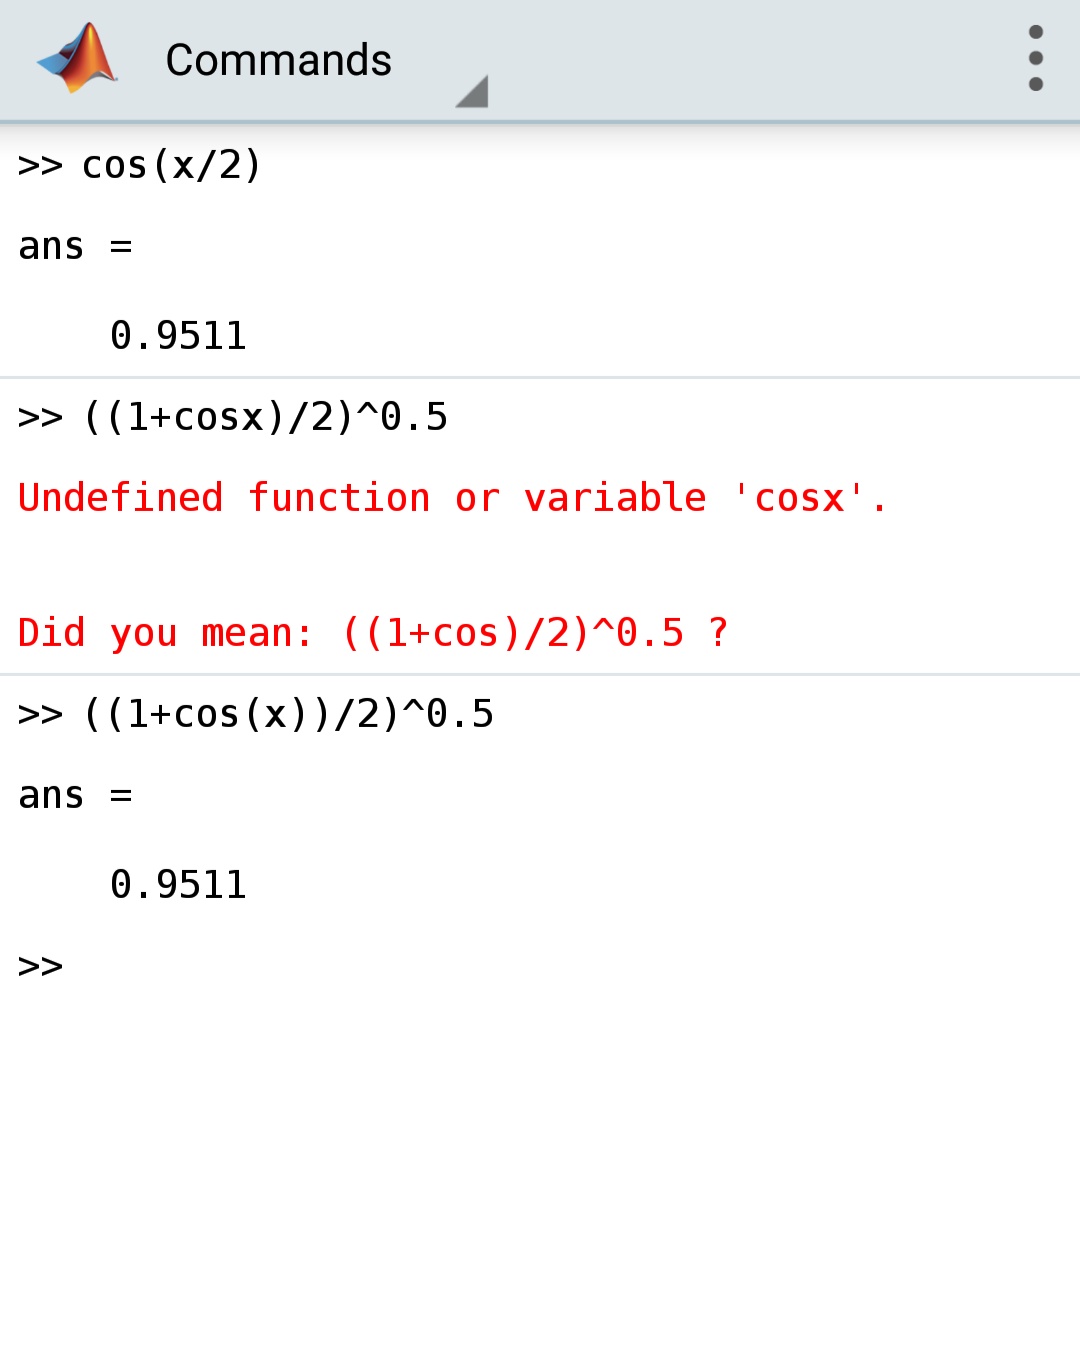 Commands
>> cos(x/2)
ans =
0.9511
>> ((1+cosx)/2)^0.5
Undefined function or variable 'cosx'.
Did you mean: ((1+cos)/2)^0.5 ?
>> ((1+cos(x))/2)^0.5
ans =
0.9511
>>